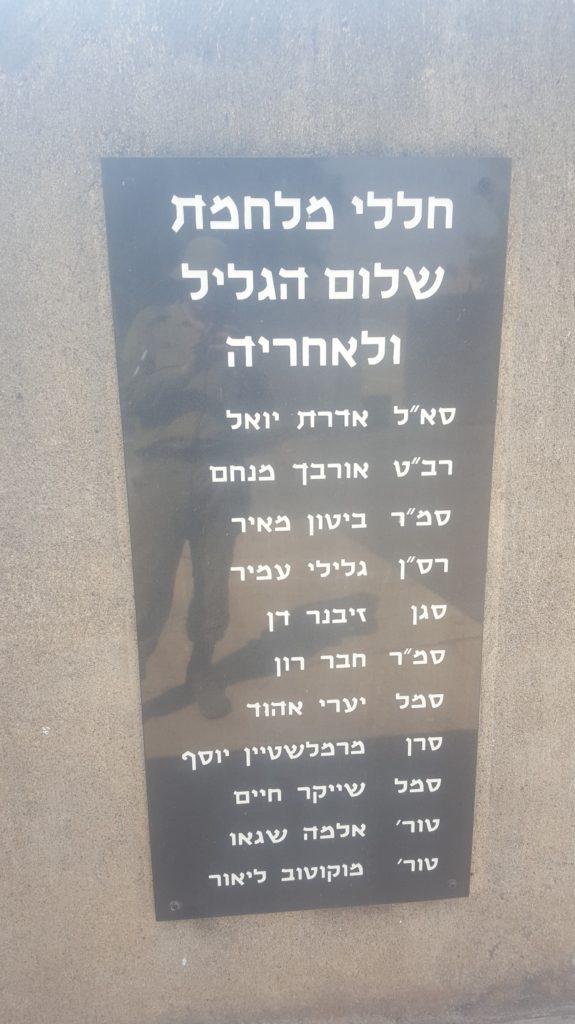 חללי מלחמת
שלום הגליל
ולאחריה
סא״ל אדרת יואל
רב״ט אורבך מנחם
סמ״ר ביטון מאיר
רס״ן גלילי עמיר
סגן זיבנר דן
סמ״ר חבר רון
סמל יערי אהוד
סרן מרמלשטיין יוסף
סמל שייקר חיים
טור׳ אלמה שגאו
טור׳ מוקוטוב ליאור